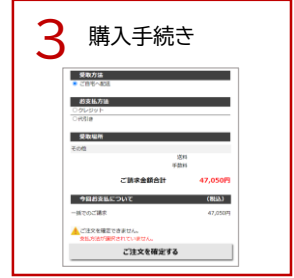 3 購入手続き
受取方法
ご自宅へ配送
お支払方法
クレジット
代引き
受取場所
その他
送料
手数料
ご請求金額合計 47,050円
今回お支払について (税込)
一括でのご請求 47,050円
ご注文を確定できません。
支払方法が選択されていません。
ご注文を確定する